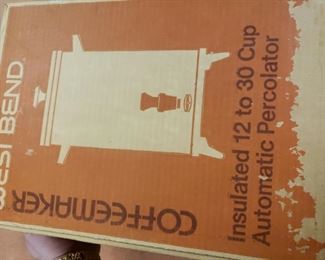 WEST BEND
COFFEEMAKER
Insulated 12 to 30 Cup
Automatic Percolator